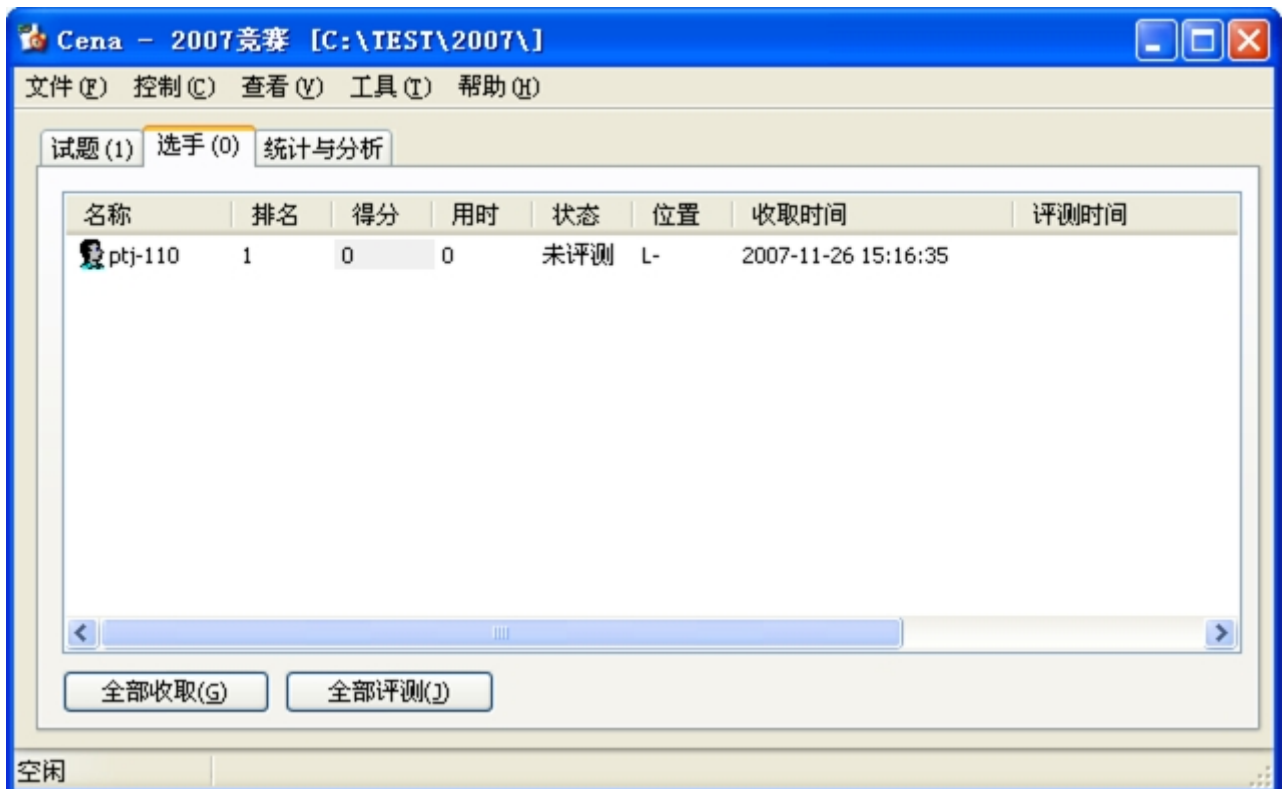 Cena - 2007竞赛 [C:\TEST\2007\]
文件(F) 控制(C) 查看(V) 工具(T) 帮助(H)
试题(1) 选手(0) 统计与分析
名称 排名 得分 用时 状态 位置 收取时间 评测时间
ptj-110 1 0 0 未评测 L- 2007-11-26 15:16:35
全部收取(G) 全部评测(J)
空闲